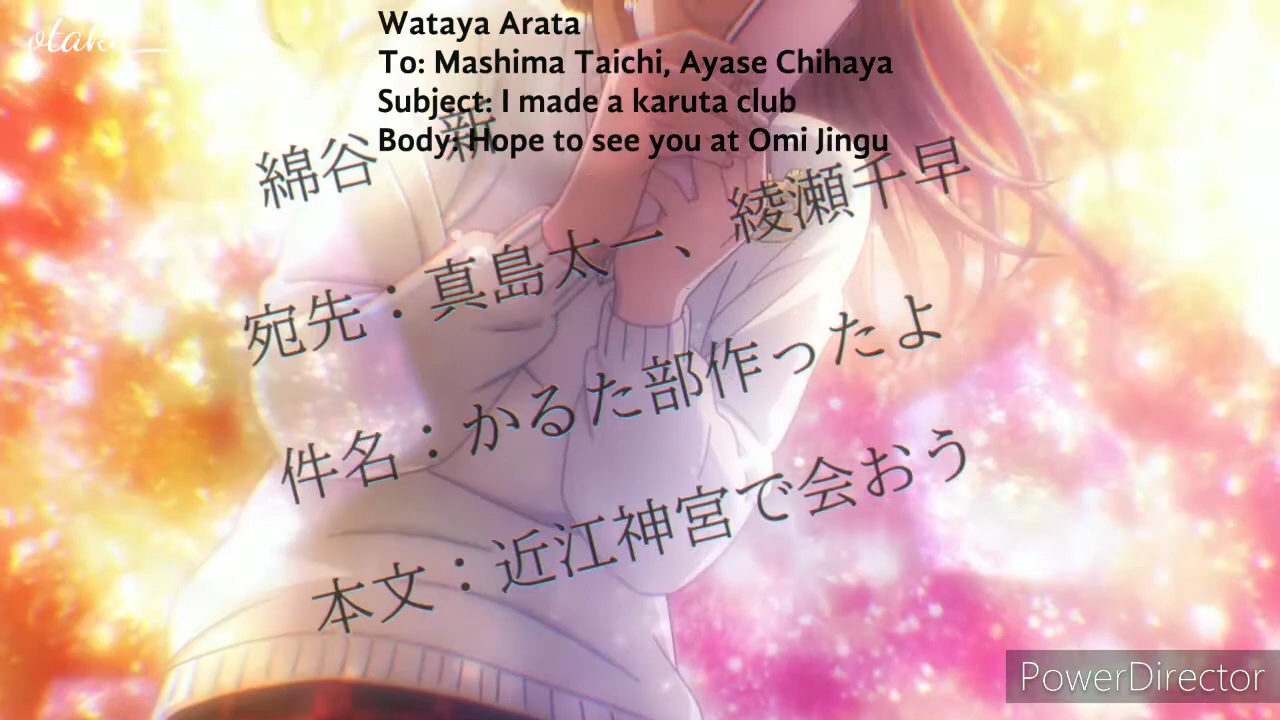 otaku_
Wataya Arata
To: Mashima Taichi, Ayase Chihaya
Subject: I made a karuta club
Body: Hope to see you at Omi Jingu
綿谷 新
宛先：真島太一、綾瀬千早
件名：かるた部作ったよ
本文：近江神宮で会おう
PowerDirector